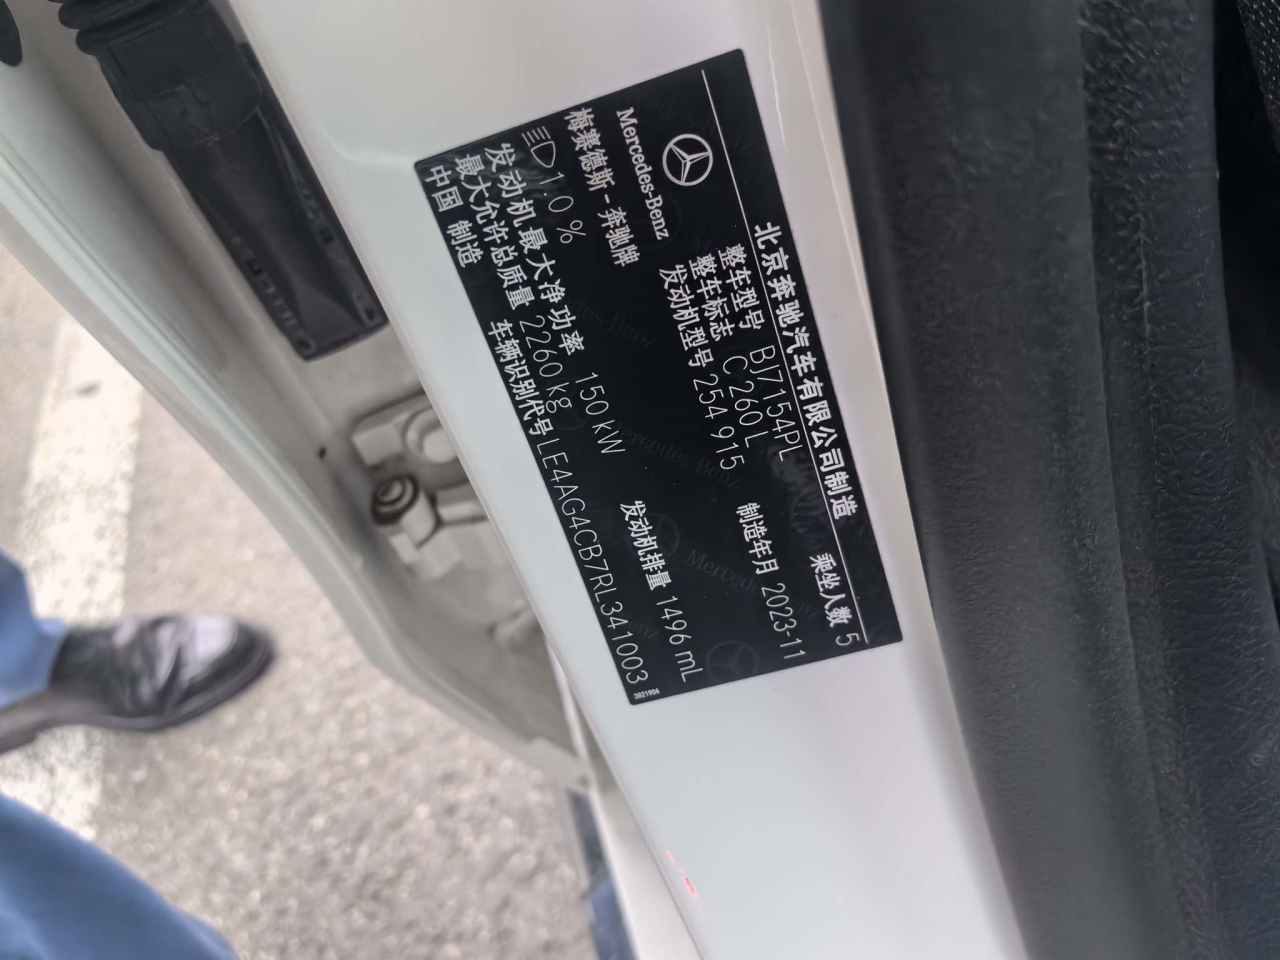 北京奔驰汽车有限公司制造
Mercedes-Benz
梅赛德斯-奔驰牌
整车型号 BJ7154PL
乘坐人数 5
整车标志 C 260 L
制造年月 2023-11
发动机型号 254 915
1.0 %
发动机排量 1496 mL
发动机最大净功率 150 kW
最大允许总质量 2260 kg
车辆识别代号 LE4AG4CB7RL341003
中国 制造
3821904